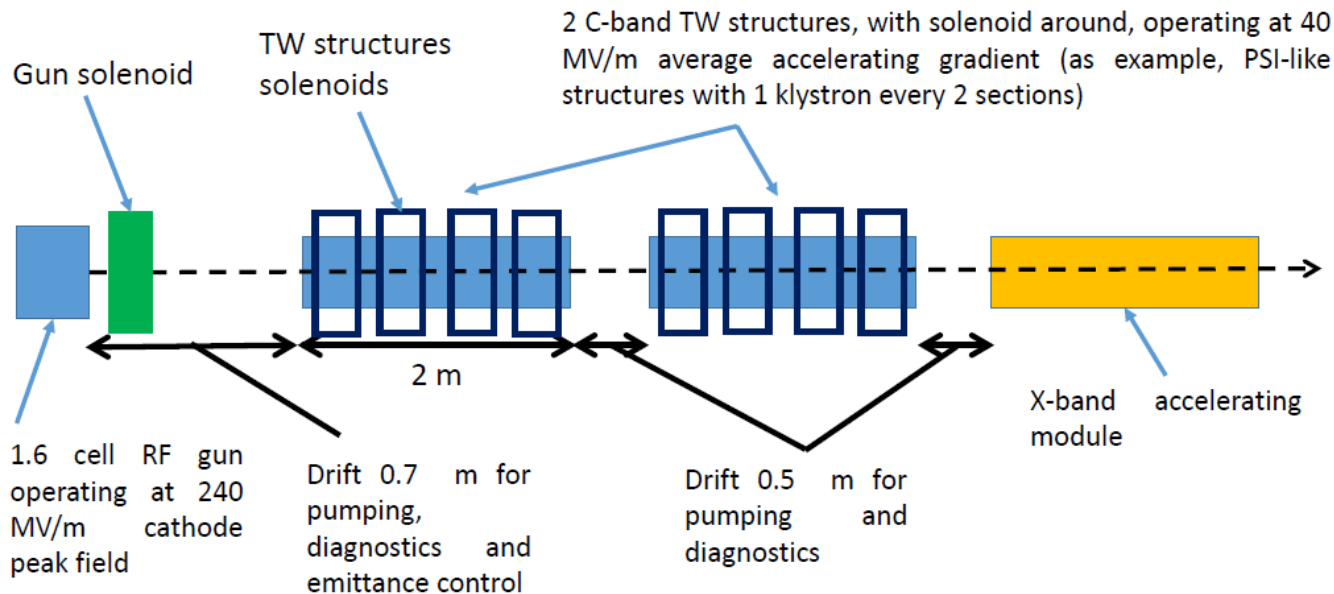 Gun solenoid
TW structures
solenoids
2 C-band TW structures, with solenoid around, operating at 40
MV/m average accelerating gradient (as example, PSI-like
structures with 1 klystron every 2 sections)
2 m
1.6 cell RF gun
operating at 240
MV/m cathode
peak field
Drift 0.7 m for
pumping,
diagnostics and
emittance control
Drift 0.5 m for
pumping and
diagnostics
X-band accelerating
module